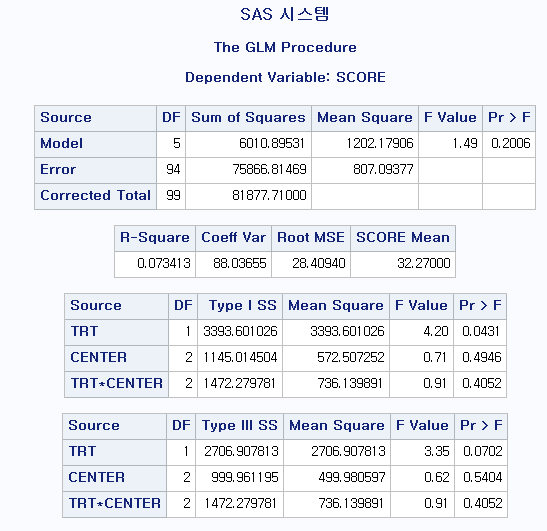 SAS 시스템
The GLM Procedure
Dependent Variable: SCORE
Source DF Sum of Squares Mean Square F Value Pr > F
Model 5 6010.89531 1202.17906 1.49 0.2006
Error 94 75866.81469 807.09377
Corrected Total 99 81877.71000
R-Square Coeff Var Root MSE SCORE Mean
0.073413 88.03655 28.40940 32.27000
Source DF Type I SS Mean Square F Value Pr > F
TRT 1 3393.601026 3393.601026 4.20 0.0431
CENTER 2 1145.014504 572.507252 0.71 0.4946
TRT*CENTER 2 1472.279781 736.139891 0.91 0.4052
Source DF Type III SS Mean Square F Value Pr > F
TRT 1 2706.907813 2706.907813 3.35 0.0702
CENTER 2 999.961195 499.980597 0.62 0.5404
TRT*CENTER 2 1472.279781 736.139891 0.91 0.4052